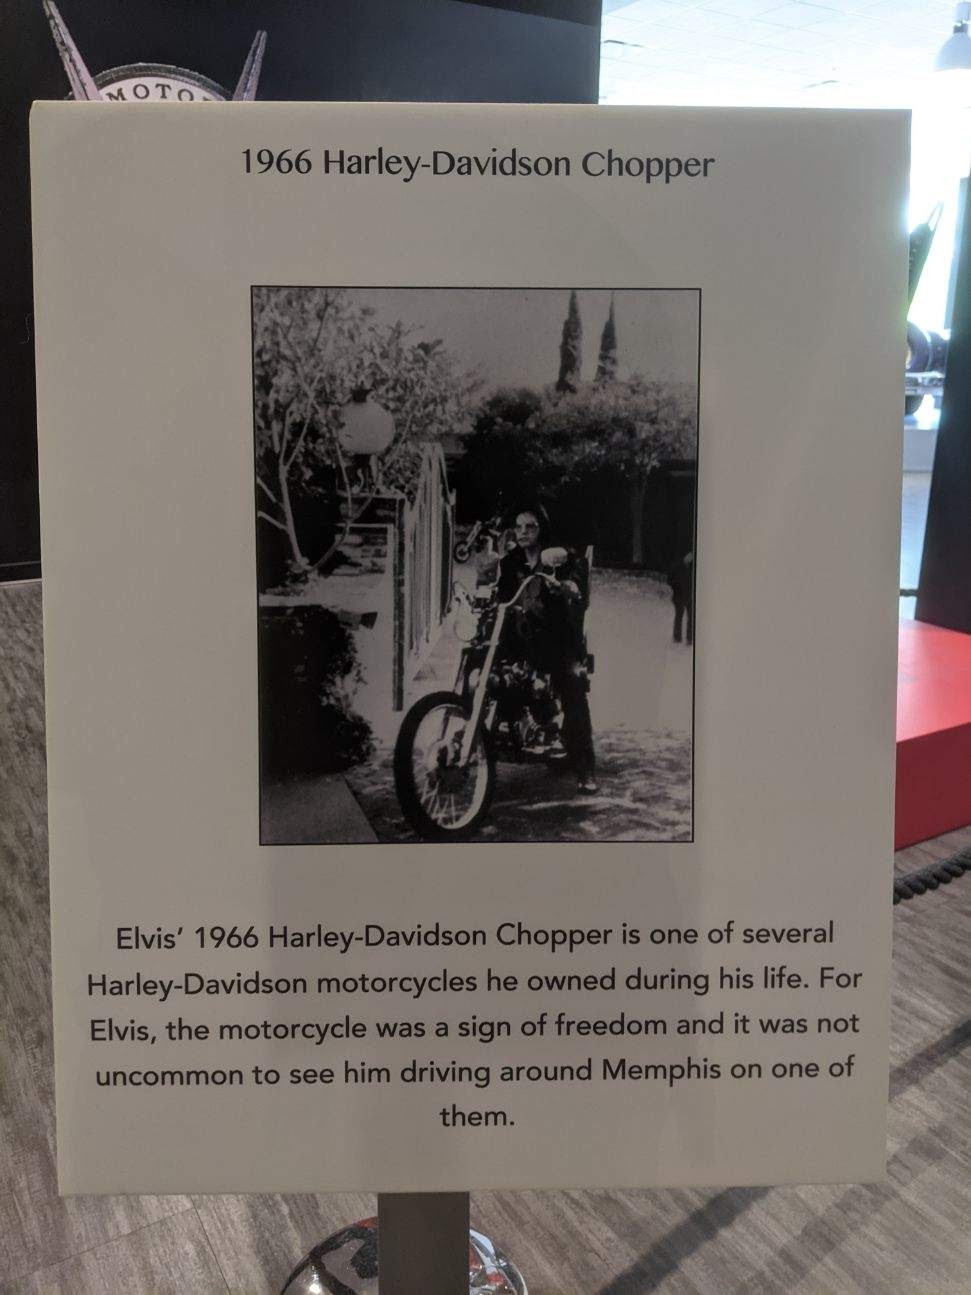 MOTO
1966 Harley-Davidson Chopper
Elvis’ 1966 Harley-Davidson Chopper is one of several
Harley-Davidson motorcycles he owned during his life. For
Elvis, the motorcycle was a sign of freedom and it was not
uncommon to see him driving around Memphis on one of
them.